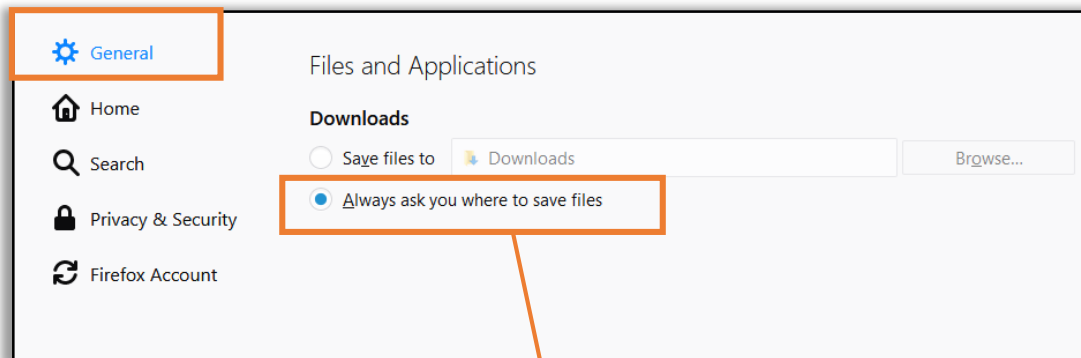 General
Home
Search
Privacy & Security
Firefox Account
Files and Applications
Downloads
Save files to Downloads Browse...
Always ask you where to save files